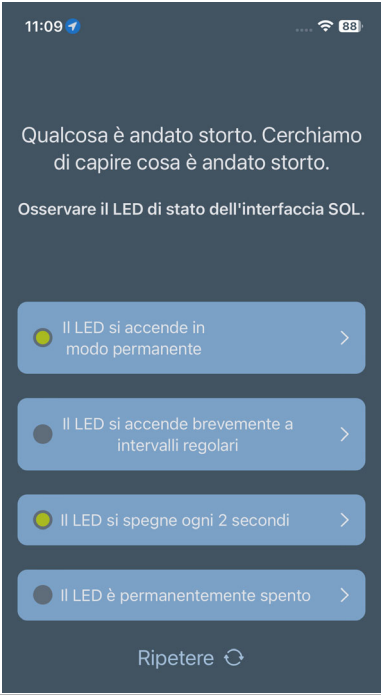 11:09
88
Qualcosa è andato storto. Cerchiamo
di capire cosa è andato storto.
Osservare il LED di stato dell'interfaccia SOL.
Il LED si accende in
modo permanente
Il LED si accende brevemente a
intervalli regolari
Il LED si spegne ogni 2 secondi
Il LED è permanentemente spento
Ripetere